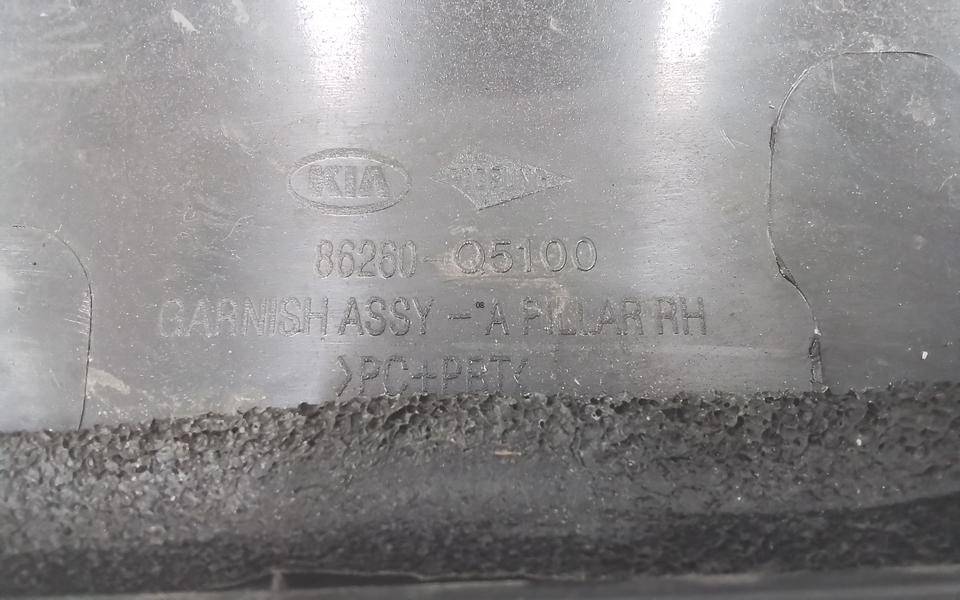 KIA
86260-Q5100
GARNISH ASSY - A PILLAR RH
>PC+PBT<